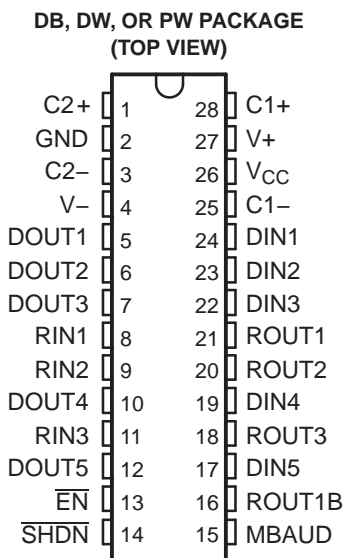 DB, DW, OR PW PACKAGE
(TOP VIEW)
C2+ 1 28 C1+
GND 2 27 V+
C2− 3 26 VCC
V− 4 25 C1−
DOUT1 5 24 DIN1
DOUT2 6 23 DIN2
DOUT3 7 22 DIN3
RIN1 8 21 ROUT1
RIN2 9 20 ROUT2
DOUT4 10 19 DIN4
RIN3 11 18 ROUT3
DOUT5 12 17 DIN5
E̅N̅ 13 16 ROUT1B
S̅H̅D̅N̅ 14 15 MBAUD